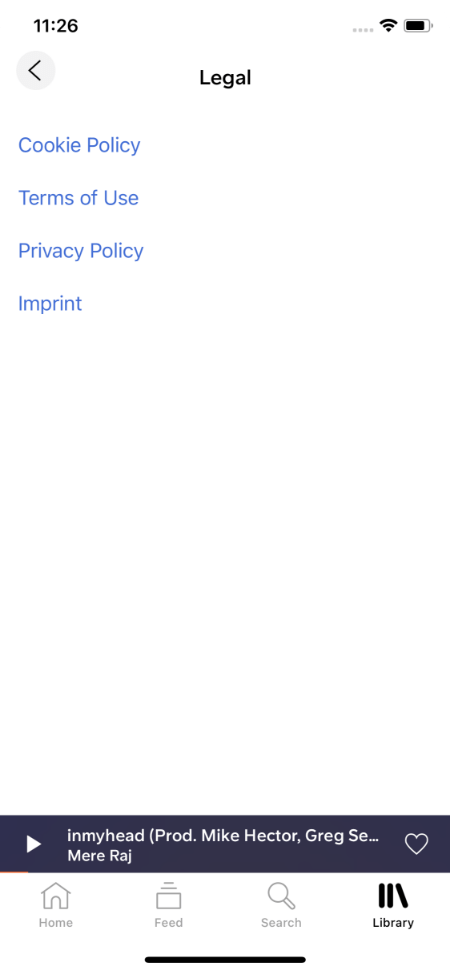 11:26
Legal
Cookie Policy
Terms of Use
Privacy Policy
Imprint
inmyhead (Prod. Mike Hector, Greg Se...
Mere Raj
Home
Feed
Search
Library